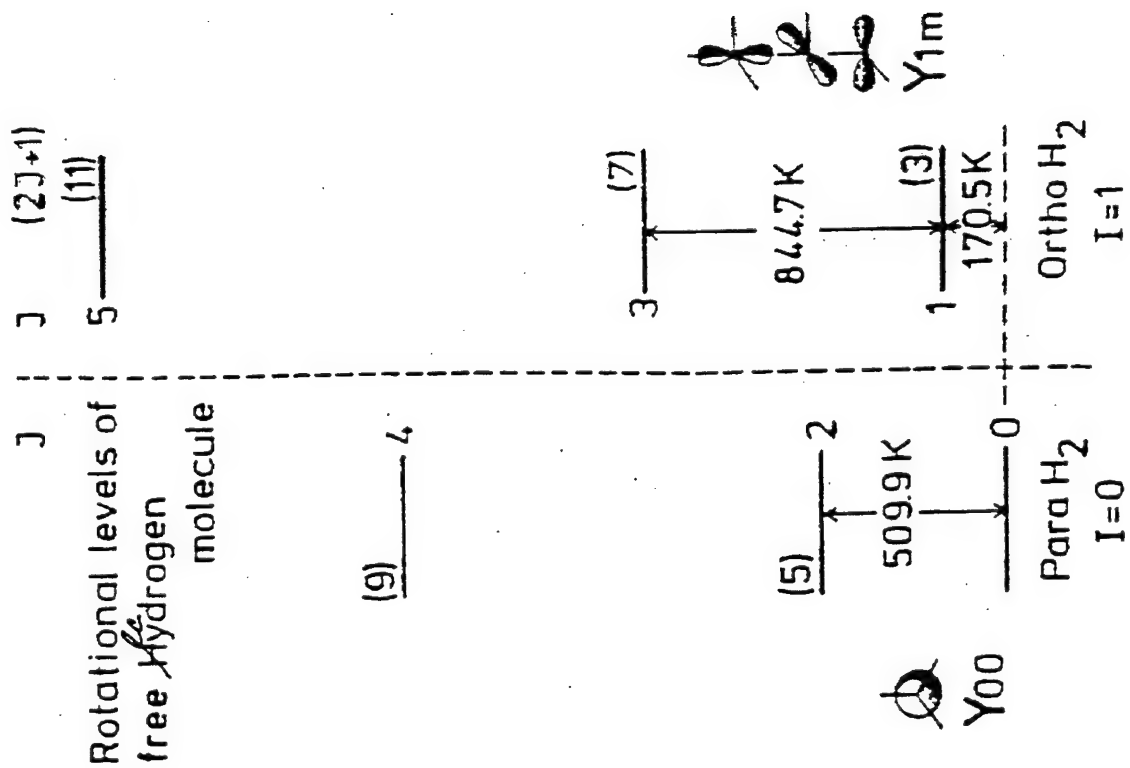 J J (2J+1)
Rotational levels of
free Hydrogen
lc
molecule
5 (11)
(9) 4
3 (7)
844.7K
(5) 2
509.9K
1 (3)
170.5K
0
Y00
Y1m
Para H2
I=0
Ortho H2
I=1